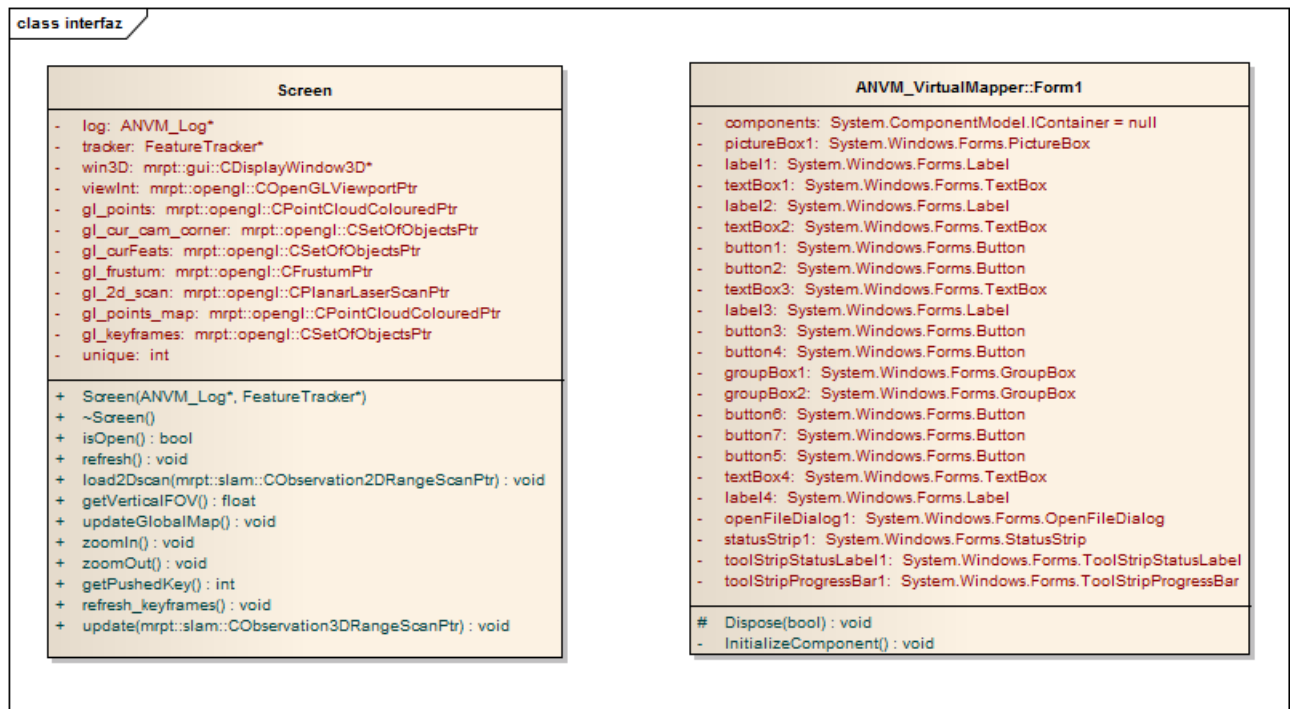 class interfaz
Screen
- log: ANVM_Log*
- tracker: FeatureTracker*
- win3D: mrpt::gui::CDisplayWindow3D*
- viewInt: mrpt::opengl::COpenGLViewportPtr
- gl_points: mrpt::opengl::CPointCloudColouredPtr
- gl_cur_cam_corner: mrpt::opengl::CSetOfObjectsPtr
- gl_curFeats: mrpt::opengl::CSetOfObjectsPtr
- gl_frustum: mrpt::opengl::CFrustumPtr
- gl_2d_scan: mrpt::opengl::CPlanarLaserScanPtr
- gl_points_map: mrpt::opengl::CPointCloudColouredPtr
- gl_keyframes: mrpt::opengl::CSetOfObjectsPtr
- unique: int
+ Screen(ANVM_Log*, FeatureTracker*)
+ ~Screen()
+ isOpen() : bool
+ refresh() : void
+ load2Dscan(mrpt::slam::CObservation2DRangeScanPtr) : void
+ getVerticalFOV() : float
+ updateGlobalMap() : void
+ zoomIn() : void
+ zoomOut() : void
+ getPushedKey() : int
+ refresh_keyframes() : void
+ update(mrpt::slam::CObservation3DRangeScanPtr) : void
ANVM_VirtualMapper::Form1
- components: System.ComponentModel.IContainer = null
- pictureBox1: System.Windows.Forms.PictureBox
- label1: System.Windows.Forms.Label
- textBox1: System.Windows.Forms.TextBox
- label2: System.Windows.Forms.Label
- textBox2: System.Windows.Forms.TextBox
- button1: System.Windows.Forms.Button
- button2: System.Windows.Forms.Button
- textBox3: System.Windows.Forms.TextBox
- label3: System.Windows.Forms.Label
- button3: System.Windows.Forms.Button
- button4: System.Windows.Forms.Button
- groupBox1: System.Windows.Forms.GroupBox
- groupBox2: System.Windows.Forms.GroupBox
- button6: System.Windows.Forms.Button
- button7: System.Windows.Forms.Button
- button5: System.Windows.Forms.Button
- textBox4: System.Windows.Forms.TextBox
- label4: System.Windows.Forms.Label
- openFileDialog1: System.Windows.Forms.OpenFileDialog
- statusStrip1: System.Windows.Forms.StatusStrip
- toolStripStatusLabel1: System.Windows.Forms.ToolStripStatusLabel
- toolStripProgressBar1: System.Windows.Forms.ToolStripProgressBar
# Dispose(bool) : void
- InitializeComponent() : void